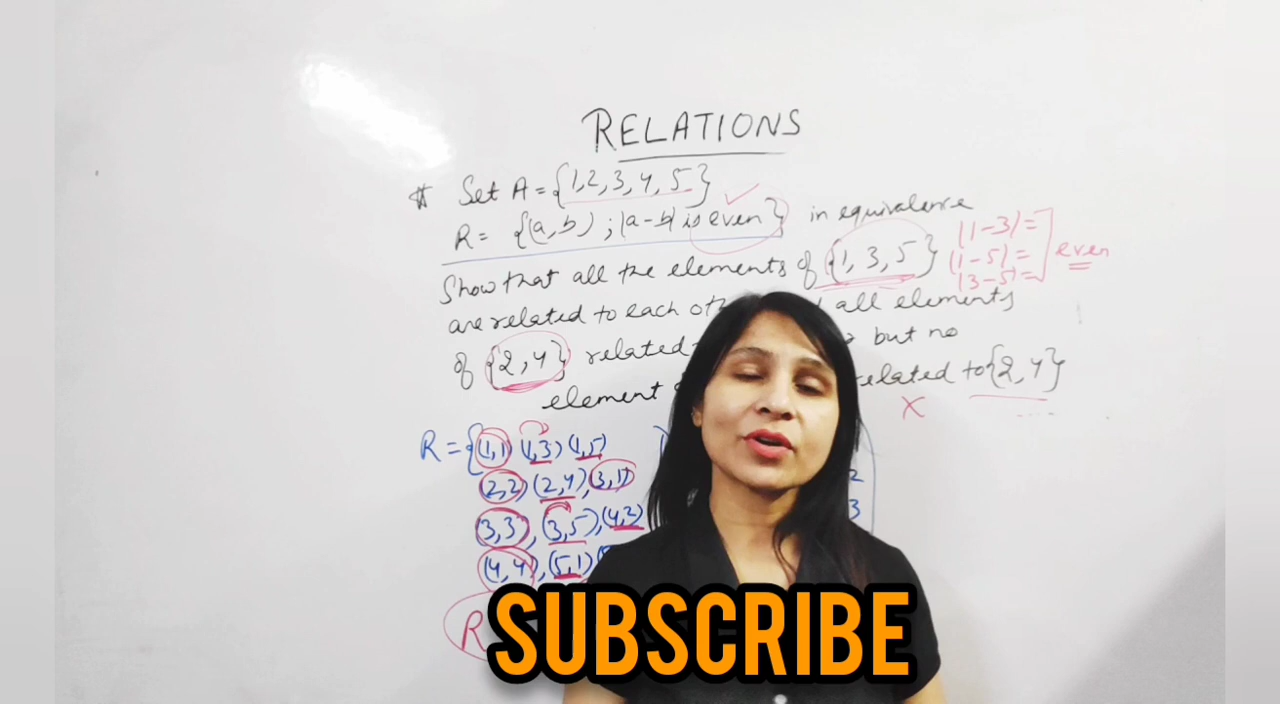 RELATIONS
# Set A = {1,2,3,4,5}
R = {(a,b) ; |a-b| is even} in equivalence
|1-3| =
|1-5| = even
|3-5| =
Show that all the elements of {1, 3, 5}
are related to each all elements
of {2,4} related but no
element related to {2,4}
X
R = {(1,1) (1,3) (1,5)
(2,2) (2,4), (3,1)
(3,3), (3,5), (4,2)
(4,4), (5,1)
R
2
3
SUBSCRIBE